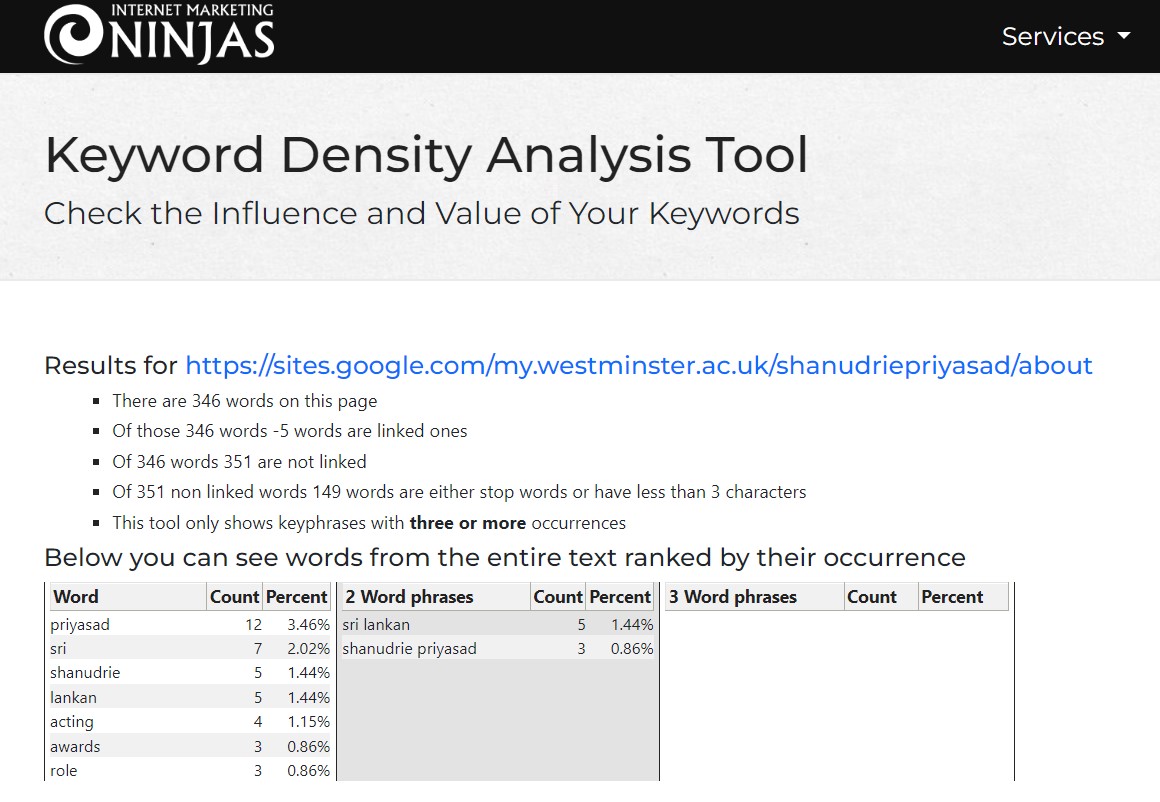 INTERNET MARKETING
NINJAS
Services
Keyword Density Analysis Tool
Check the Influence and Value of Your Keywords
Results for https://sites.google.com/my.westminster.ac.uk/shanudriepriyasad/about
There are 346 words on this page
Of those 346 words -5 words are linked ones
Of 346 words 351 are not linked
Of 351 non linked words 149 words are either stop words or have less than 3 characters
This tool only shows keyphrases with three or more occurrences
Below you can see words from the entire text ranked by their occurrence
Word Count Percent 2 Word phrases Count Percent 3 Word phrases Count Percent
priyasad 12 3.46% sri lankan 5 1.44%
sri 7 2.02% shanudrie priyasad 3 0.86%
shanudrie 5 1.44%
lankan 5 1.44%
acting 4 1.15%
awards 3 0.86%
role 3 0.86%